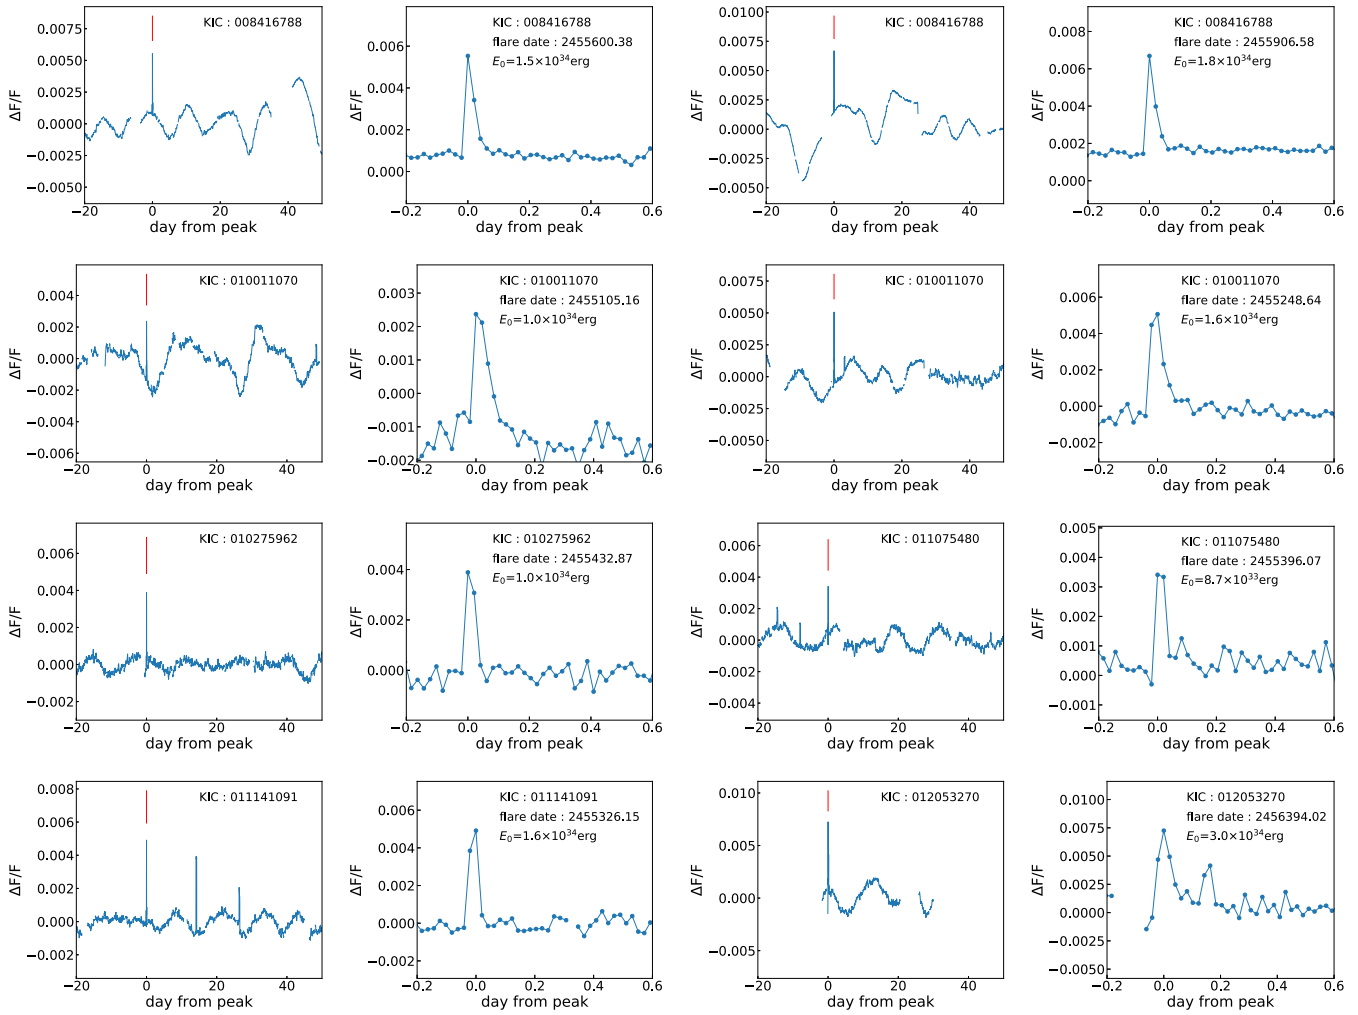 KIC : 008416788
0.0075
0.0050
0.0025
0.0000
−0.0025
−0.0050
ΔF/F
−20 0 20 40
day from peak
KIC : 008416788
flare date : 2455600.38
E₀=1.5×10³⁴erg
0.006
0.004
0.002
0.000
ΔF/F
−0.2 0.0 0.2 0.4 0.6
day from peak
KIC : 008416788
0.0100
0.0075
0.0050
0.0025
0.0000
−0.0025
−0.0050
ΔF/F
−20 0 20 40
day from peak
KIC : 008416788
flare date : 2455906.58
E₀=1.8×10³⁴erg
0.008
0.006
0.004
0.002
0.000
ΔF/F
−0.2 0.0 0.2 0.4 0.6
day from peak
KIC : 010011070
0.004
0.002
0.000
−0.002
−0.004
−0.006
ΔF/F
−20 0 20 40
day from peak
KIC : 010011070
flare date : 2455105.16
E₀=1.0×10³⁴erg
0.003
0.002
0.001
0.000
−0.001
−0.002
ΔF/F
−0.2 0.0 0.2 0.4 0.6
day from peak
KIC : 010011070
0.0075
0.0050
0.0025
0.0000
−0.0025
−0.0050
ΔF/F
−20 0 20 40
day from peak
KIC : 010011070
flare date : 2455248.64
E₀=1.6×10³⁴erg
0.006
0.004
0.002
0.000
−0.002
ΔF/F
−0.2 0.0 0.2 0.4 0.6
day from peak
KIC : 010275962
0.006
0.004
0.002
0.000
−0.002
ΔF/F
−20 0 20 40
day from peak
KIC : 010275962
flare date : 2455432.87
E₀=1.0×10³⁴erg
0.004
0.002
0.000
ΔF/F
−0.2 0.0 0.2 0.4 0.6
day from peak
KIC : 011075480
0.006
0.004
0.002
0.000
−0.002
−0.004
ΔF/F
−20 0 20 40
day from peak
KIC : 011075480
flare date : 2455396.07
E₀=8.7×10³³erg
0.005
0.004
0.003
0.002
0.001
0.000
−0.001
ΔF/F
−0.2 0.0 0.2 0.4 0.6
day from peak
KIC : 011141091
0.008
0.006
0.004
0.002
0.000
−0.002
ΔF/F
−20 0 20 40
day from peak
KIC : 011141091
flare date : 2455326.15
E₀=1.6×10³⁴erg
0.006
0.004
0.002
0.000
−0.002
ΔF/F
−0.2 0.0 0.2 0.4 0.6
day from peak
KIC : 012053270
0.010
0.005
0.000
−0.005
ΔF/F
−20 0 20 40
day from peak
KIC : 012053270
flare date : 2456394.02
E₀=3.0×10³⁴erg
0.0100
0.0075
0.0050
0.0025
0.0000
−0.0025
−0.0050
ΔF/F
−0.2 0.0 0.2 0.4 0.6
day from peak